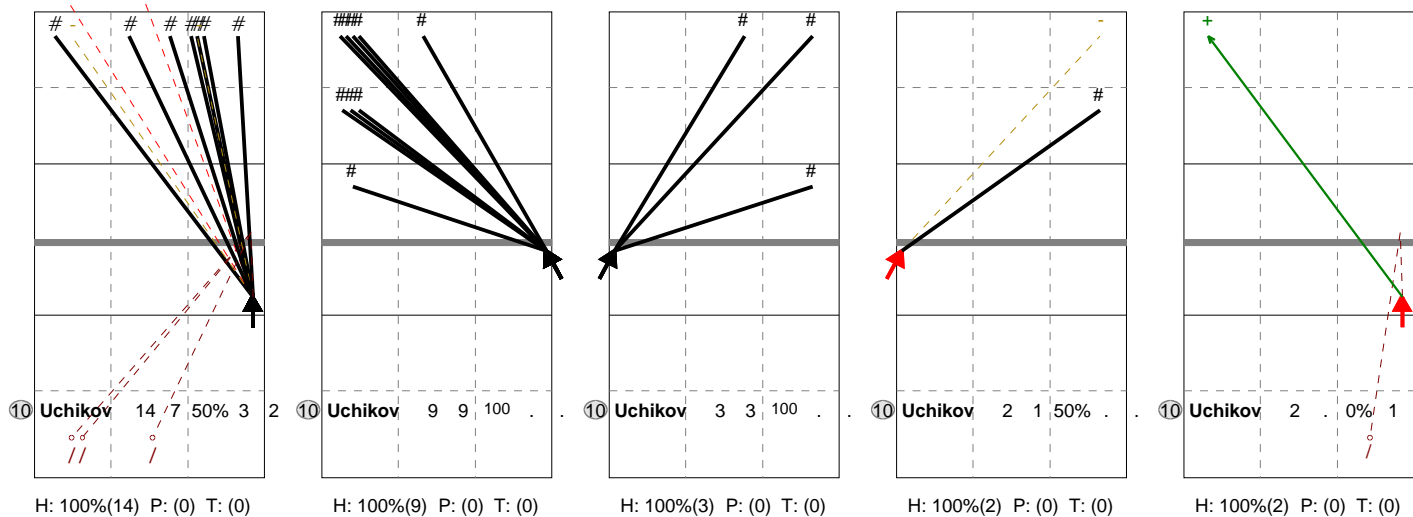 # - # # ## # #
### #
### 
#
# #
#
-
#
+
10 Uchikov 14 7 50% 3 2
10 Uchikov 9 9 100 . .
10 Uchikov 3 3 100 . .
10 Uchikov 2 1 50% . .
10 Uchikov 2 . 0% 1
H: 100%(14) P: (0) T: (0)
H: 100%(9) P: (0) T: (0)
H: 100%(3) P: (0) T: (0)
H: 100%(2) P: (0) T: (0)
H: 100%(2) P: (0) T: (0)